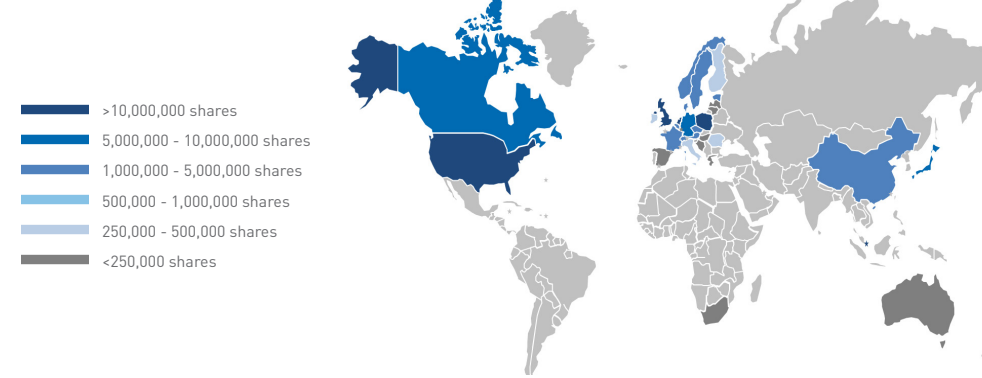 >10,000,000 shares
5,000,000 - 10,000,000 shares
1,000,000 - 5,000,000 shares
500,000 - 1,000,000 shares
250,000 - 500,000 shares
<250,000 shares